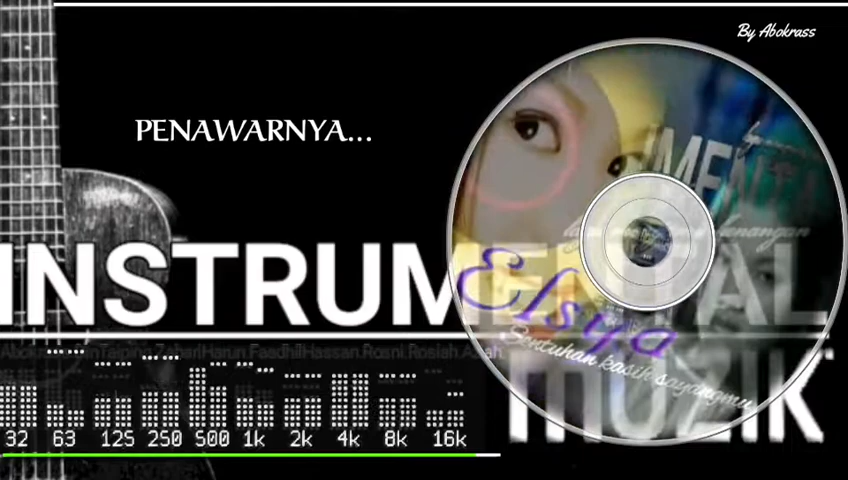 By Abokrass
PENAWARNYA...
INSTRUMENTAL
MUZIK
Elsya
Sentuhan kasih sayangmu
32 63 125 250 500 1k 2k 4k 8k 16k